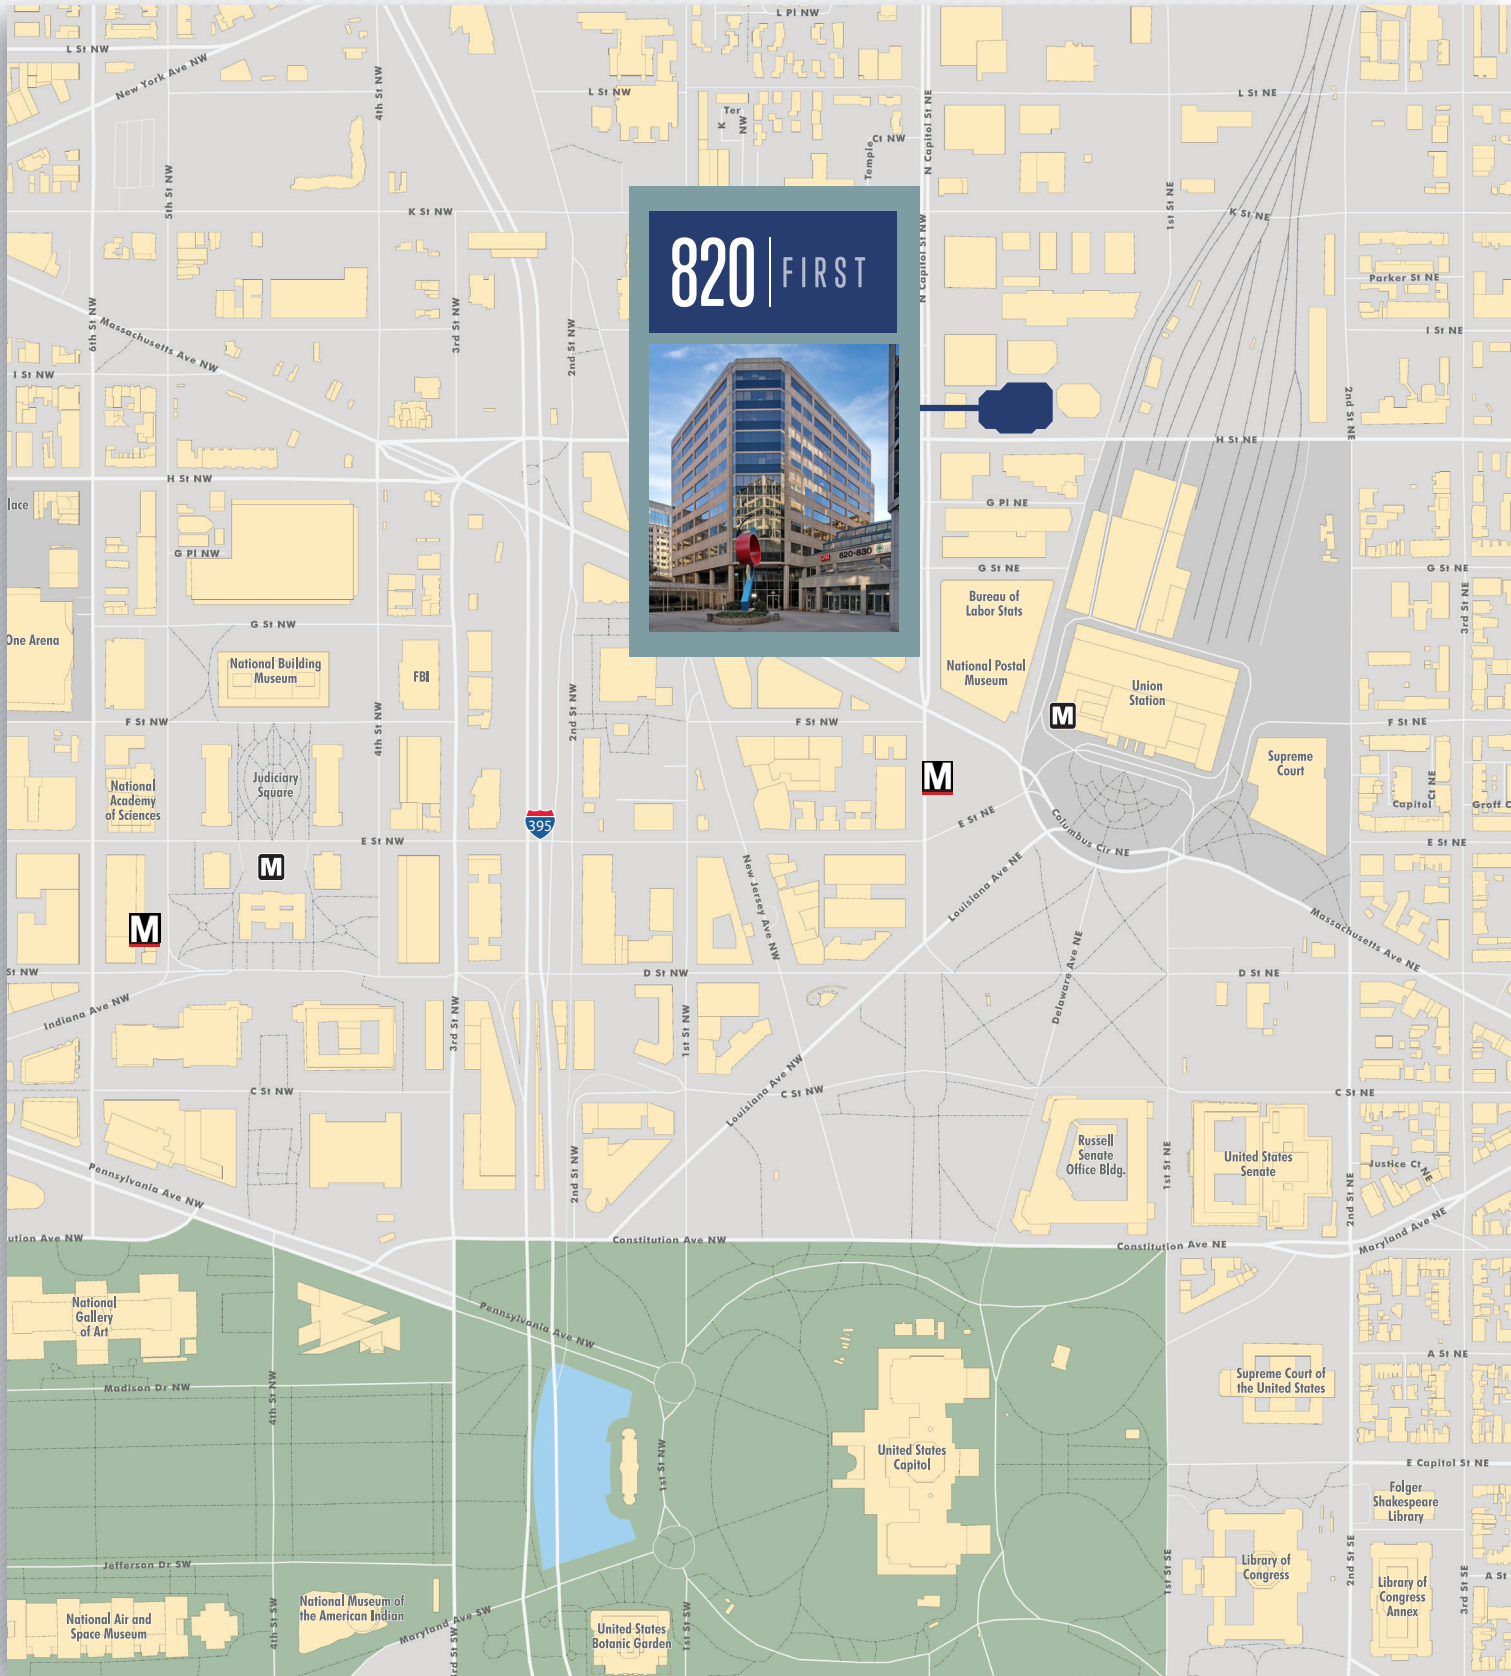 L Pl NW
L St NW
New York Ave NW
4th St NW
L St NW
K
Ter
NW
Temple
Ct NW
N Capitol St NE
L St NE
5th St NW
K St NW
1st St NE
K St NE
820 FIRST
N Capitol St NW
Parker St NE
6th St NW
Massachusetts Ave NW
3rd St NW
2nd St NW
I St NE
I St NW
2nd St NE
H St NE
H St NW
lace
G Pl NE
G Pl NW
820-830
G St NE
G St NE
Bureau of
Labor Stats
3rd St NE
G St NW
One Arena
National Building
Museum
FBI
National Postal
Museum
Union
Station
M
F St NW
4th St NW
2nd St NW
F St NW
F St NE
Supreme
Court
M
Judiciary
Square
National
Academy
of Sciences
Capitol
Ct NE
Groff C
395
E St NE
Columbus Cir NE
E St NW
E St NE
M
New Jersey Ave NW
Louisiana Ave NE
M
Massachusetts Ave NE
St NW
D St NW
Delaware Ave NE
D St NE
Indiana Ave NW
3rd St NW
1st St NW
C St NW
Louisiana Ave NW
C St NW
C St NE
Russell
Senate
Office Bldg.
1st St NE
United States
Senate
Justice Ct NE
Pennsylvania Ave NW
2nd St NW
2nd St NE
Maryland Ave NE
ution Ave NW
Constitution Ave NW
Constitution Ave NE
National
Gallery
of Art
Pennsylvania Ave NW
A St NE
Madison Dr NW
4th St NW
Supreme Court of
the United States
United States
Capitol
1st St NW
E Capitol St NE
Folger
Shakespeare
Library
Jefferson Dr SW
1st St SE
Library of
Congress
2nd St SE
Library of
Congress
Annex
3rd St SE
A St
National Air and
Space Museum
4th St SW
National Museum of
the American Indian
Maryland Ave SW
rd St SW
United States
Botanic Garden
1st St SW